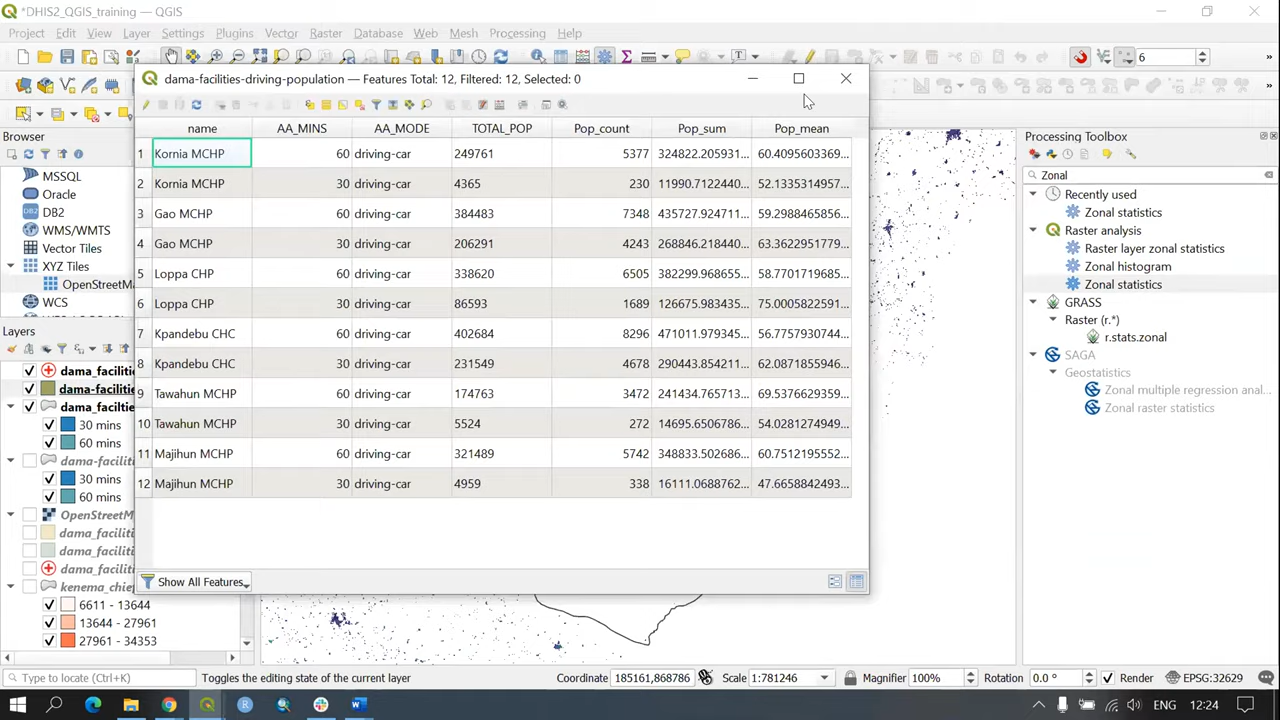 *DHIS2_QGIS_training — QGIS
Project Edit View Layer Settings Plugins Vector Raster Database Web Mesh Processing Help
6
dama-facilities-driving-population — Features Total: 12, Filtered: 12, Selected: 0
name AA_MINS AA_MODE TOTAL_POP Pop_count Pop_sum Pop_mean
1 Kornia MCHP 60 driving-car 249761 5377 324822.205931... 60.4095603369...
2 Kornia MCHP 30 driving-car 4365 230 11990.7122440... 52.1335314957...
3 Gao MCHP 60 driving-car 384483 7348 435727.924711... 59.2988465856...
4 Gao MCHP 30 driving-car 206291 4243 268846.218440... 63.3622951779...
5 Loppa CHP 60 driving-car 338620 6505 382299.968655... 58.7701719685...
6 Loppa CHP 30 driving-car 86593 1689 126675.983435... 75.0005822591...
7 Kpandebu CHC 60 driving-car 402684 8296 471011.979345... 56.7757930744...
8 Kpandebu CHC 30 driving-car 231549 4678 290443.854211... 62.0871855946...
9 Tawahun MCHP 60 driving-car 174763 3472 241434.765713... 69.5376629359...
10 Tawahun MCHP 30 driving-car 5524 272 14695.6506786... 54.0281274949...
11 Majihun MCHP 60 driving-car 321489 5742 348833.502686... 60.7512195552...
12 Majihun MCHP 30 driving-car 4959 338 16111.0688762... 47.6658842493...
Show All Features
Browser
MSSQL
Oracle
DB2
WMS/WMTS
Vector Tiles
XYZ Tiles
OpenStreetMa
WCS
Layers
dama_facilities
dama-facilities
dama_facilties
30 mins
60 mins
dama-facilities
30 mins
60 mins
OpenStreetM
dama_faciliti
dama_faciliti
dama_faciliti
kenema_chief
6611 - 13644
13644 - 27961
27961 - 34353
Processing Toolbox
Zonal
Recently used
Zonal statistics
Raster analysis
Raster layer zonal statistics
Zonal histogram
Zonal statistics
GRASS
Raster (r.*)
r.stats.zonal
SAGA
Geostatistics
Zonal multiple regression anal...
Zonal raster statistics
Type to locate (Ctrl+K) Toggles the editing state of the current layer Coordinate 185161,868786 Scale 1:781246 Magnifier 100% Rotation 0.0 ° Render EPSG:32629
ENG 12:24